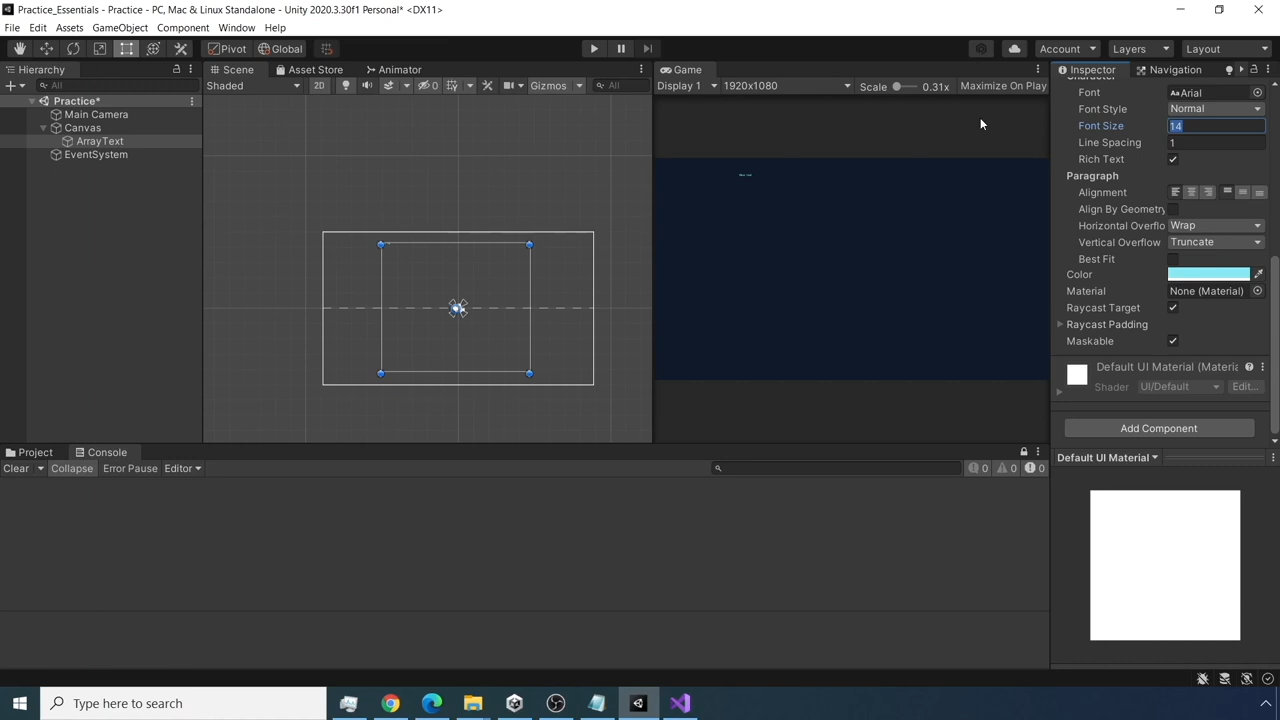 Practice_Essentials - Practice - PC, Mac & Linux Standalone - Unity 2020.3.30f1 Personal* <DX11>
File Edit Assets GameObject Component Window Help
Pivot Global Account Layers Layout
Hierarchy Scene Asset Store Animator Game Inspector Navigation
All Shaded 2D 0 Gizmos All Display 1 1920x1080 Scale 0.31x Maximize On Play
Practice*
Main Camera
Canvas
ArrayText
EventSystem
Font Aa Arial
Font Style Normal
Font Size 14
Line Spacing 1
Rich Text
Paragraph
Alignment
Align By Geometry
Horizontal Overflo Wrap
Vertical Overflow Truncate
Best Fit
Color
Material None (Material)
Raycast Target
Raycast Padding
Maskable
Default UI Material (Materia
Shader UI/Default Edit...
Add Component
Project Console
Clear Collapse Error Pause Editor 0 0 0
Default UI Material
Type here to search